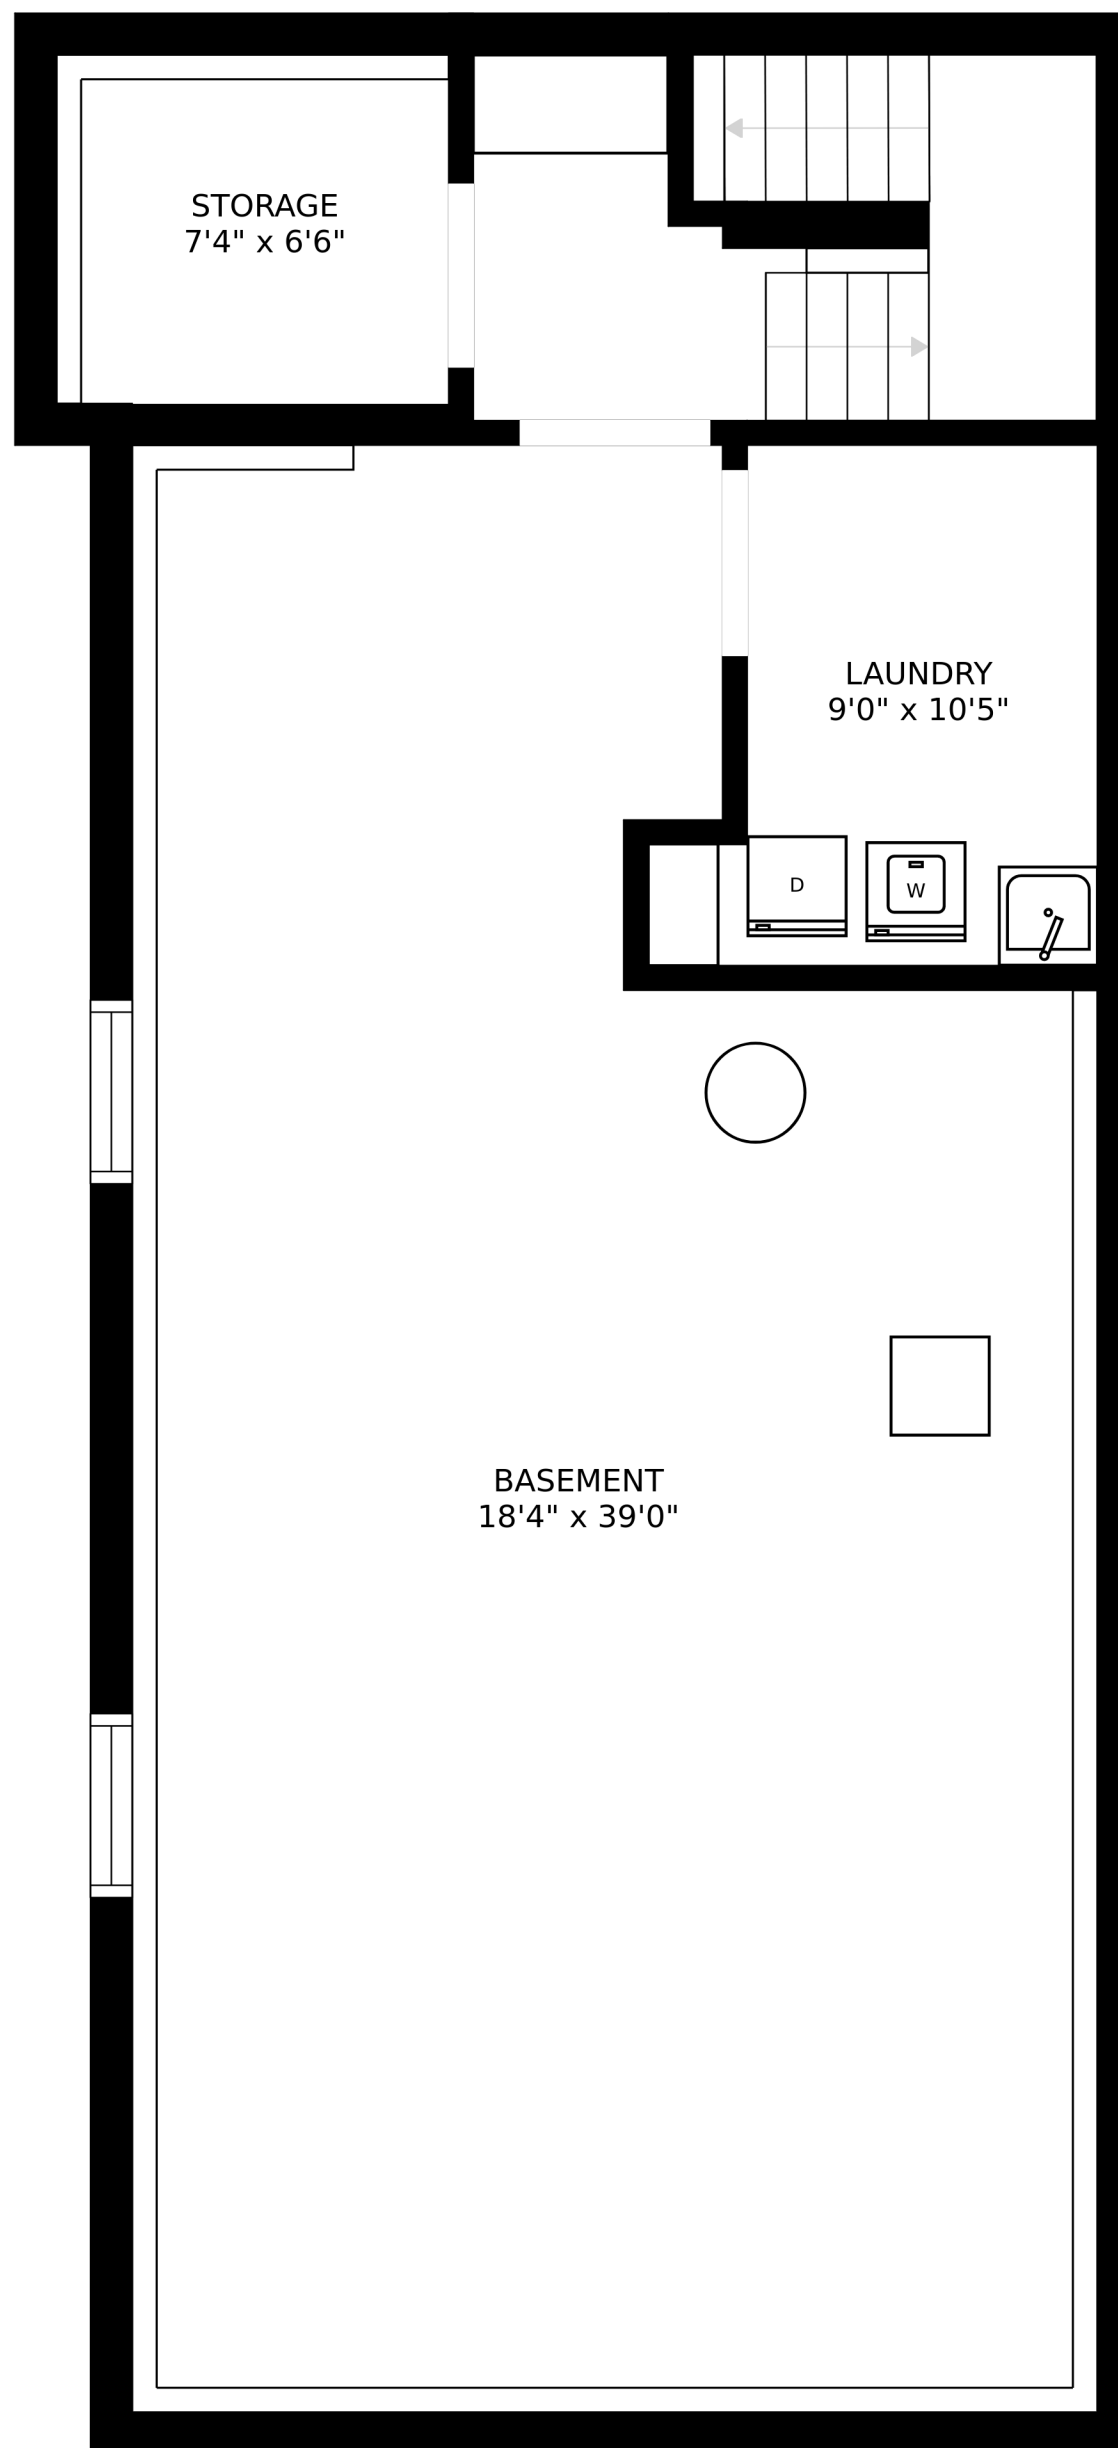 STORAGE
7'4" x 6'6"
LAUNDRY
9'0" x 10'5"
D
W
BASEMENT
18'4" x 39'0"